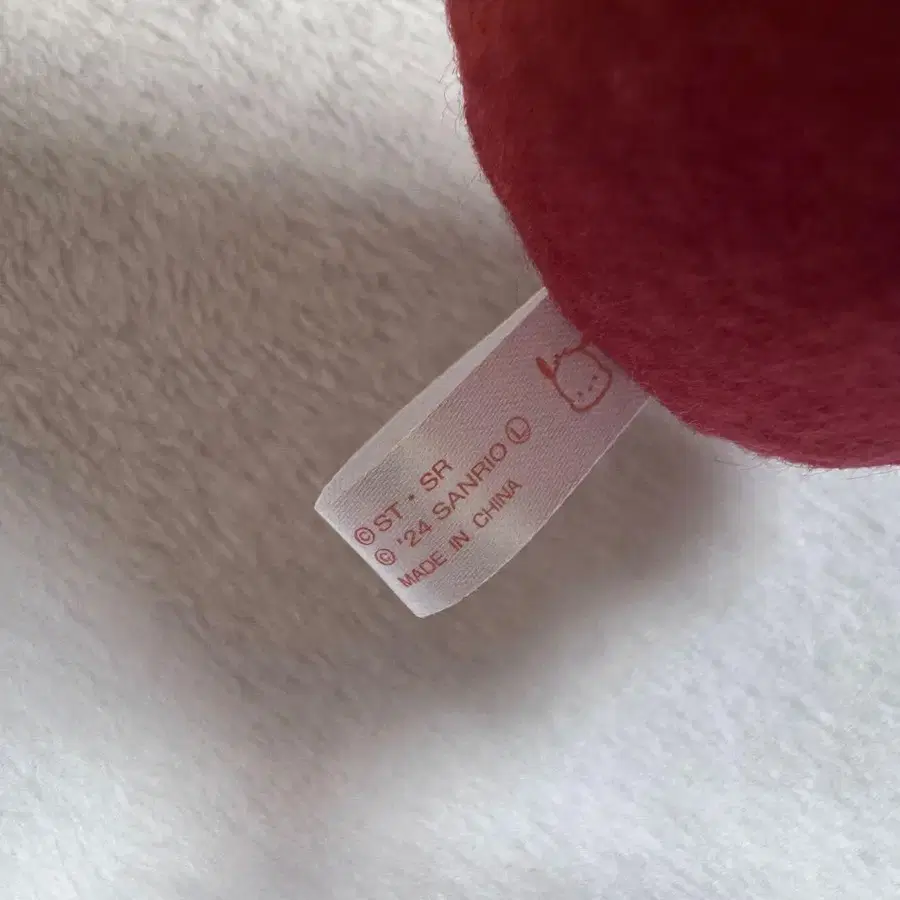 Ⓒ ST・SR
Ⓒ '24 SANRIO Ⓛ
MADE IN CHINA